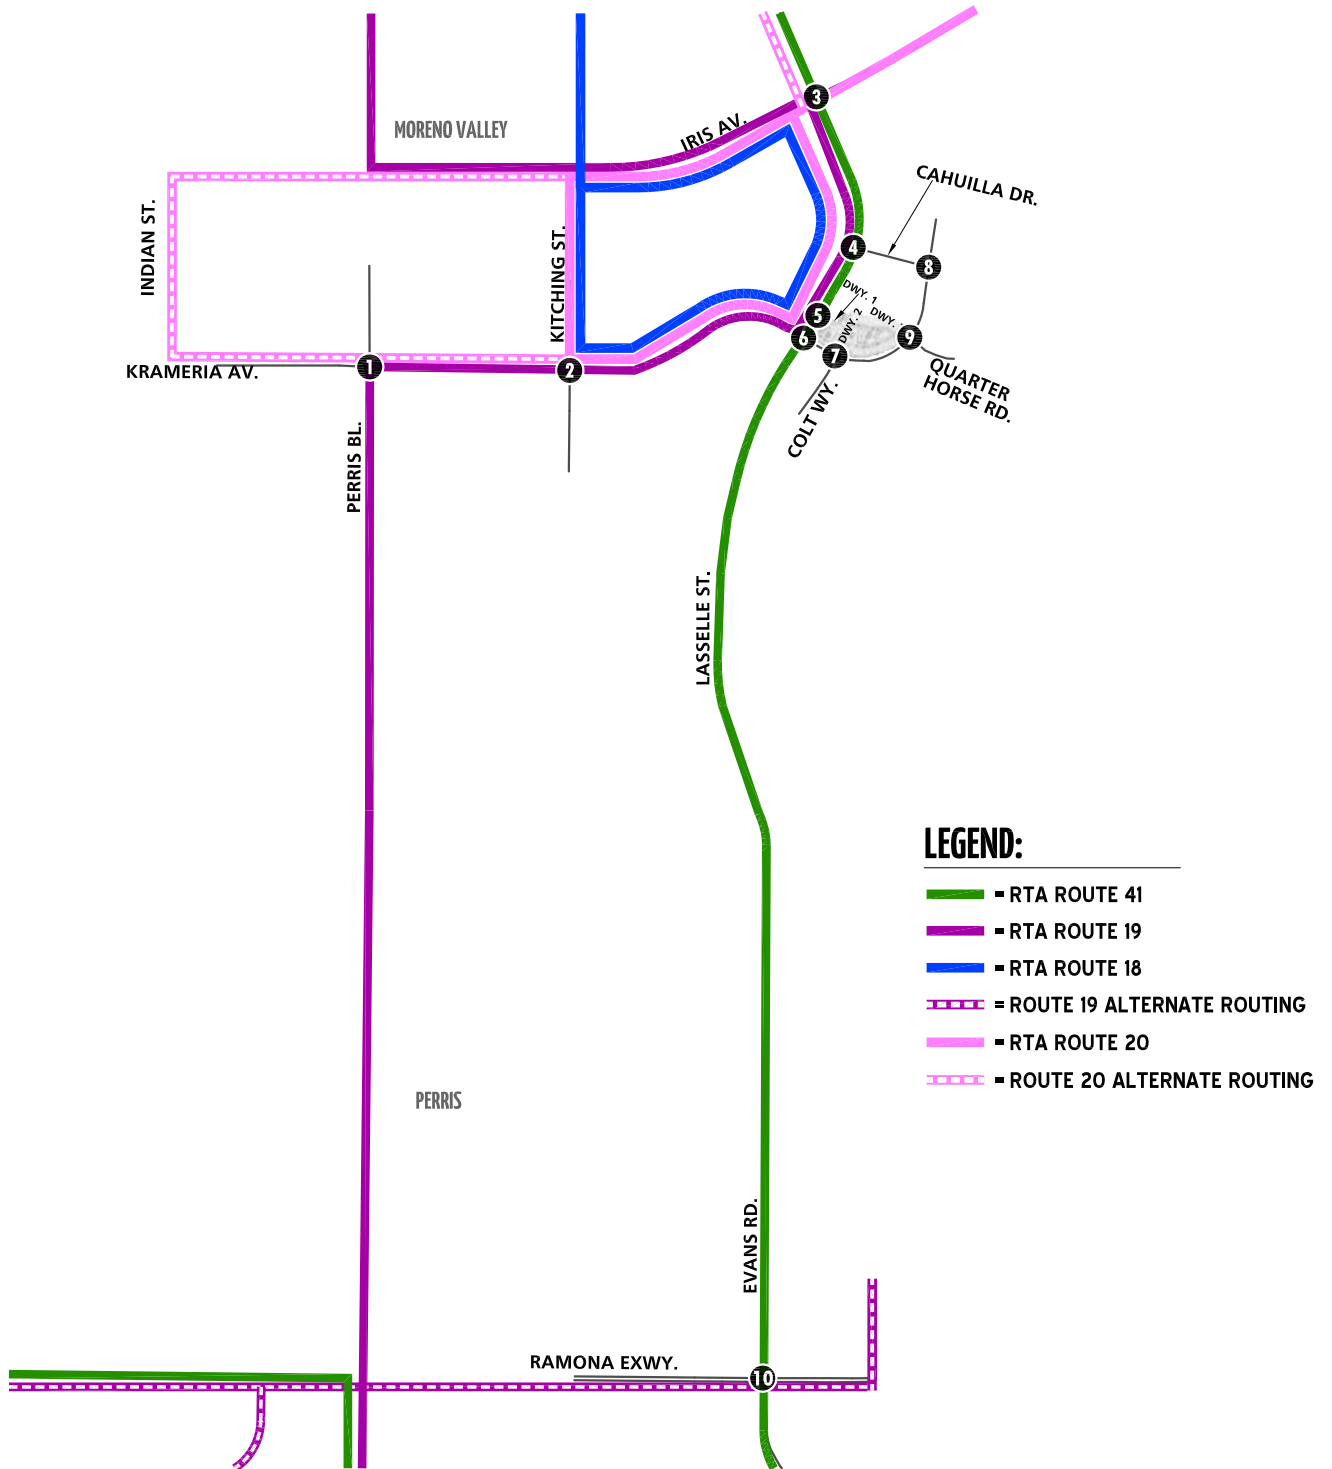 3
MORENO VALLEY
IRIS AV.
CAHUILLA DR.
INDIAN ST.
KITCHING ST.
4
8
DWY. 1
DWY.
5
DWY. 2
6
9
7
1
2
KRAMERIA AV.
QUARTER
HORSE RD.
COLT WY.
PERRIS BL.
LASSELLE ST.
LEGEND:
= RTA ROUTE 41
= RTA ROUTE 19
= RTA ROUTE 18
= ROUTE 19 ALTERNATE ROUTING
= RTA ROUTE 20
= ROUTE 20 ALTERNATE ROUTING
PERRIS
EVANS RD.
RAMONA EXWY.
10